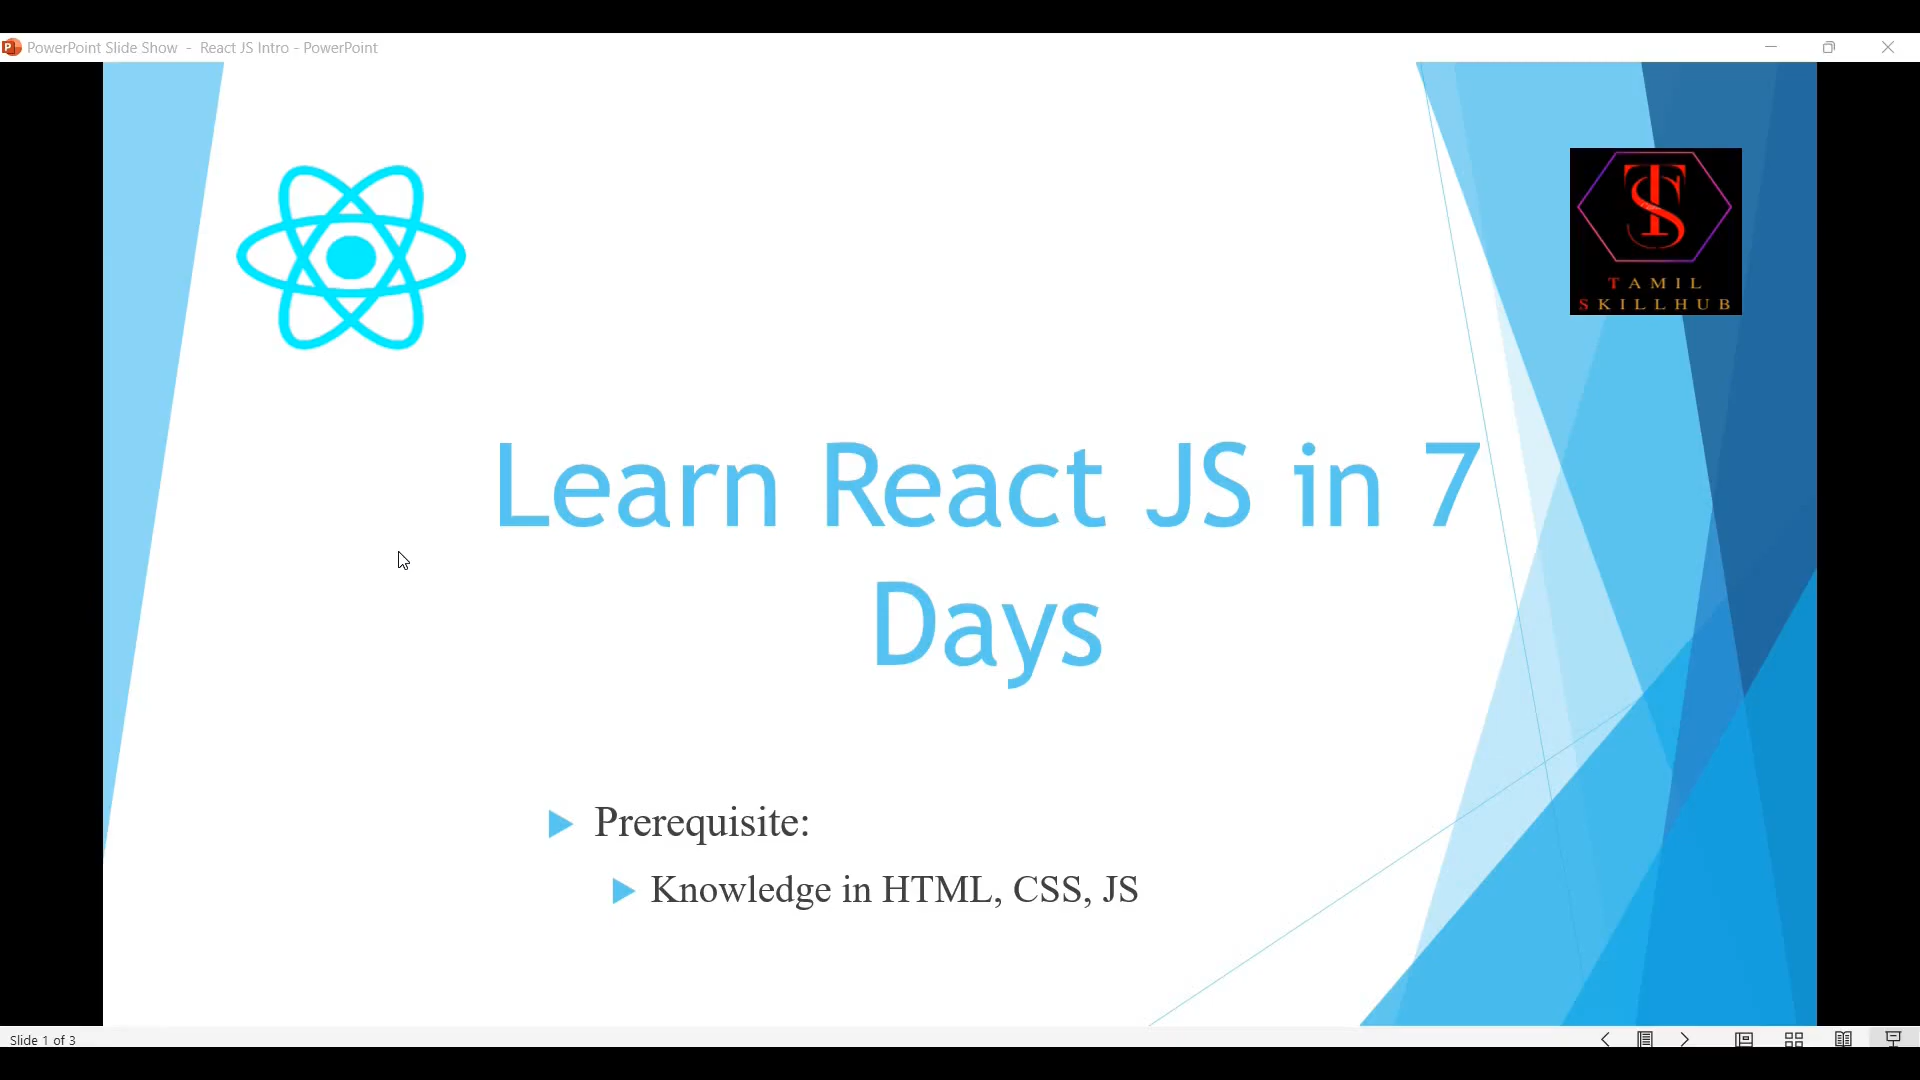 PowerPoint Slide Show - React JS Intro - PowerPoint
TS
TAMIL
SKILLHUB
Learn React JS in 7
Days
Prerequisite:
Knowledge in HTML, CSS, JS
Slide 1 of 3